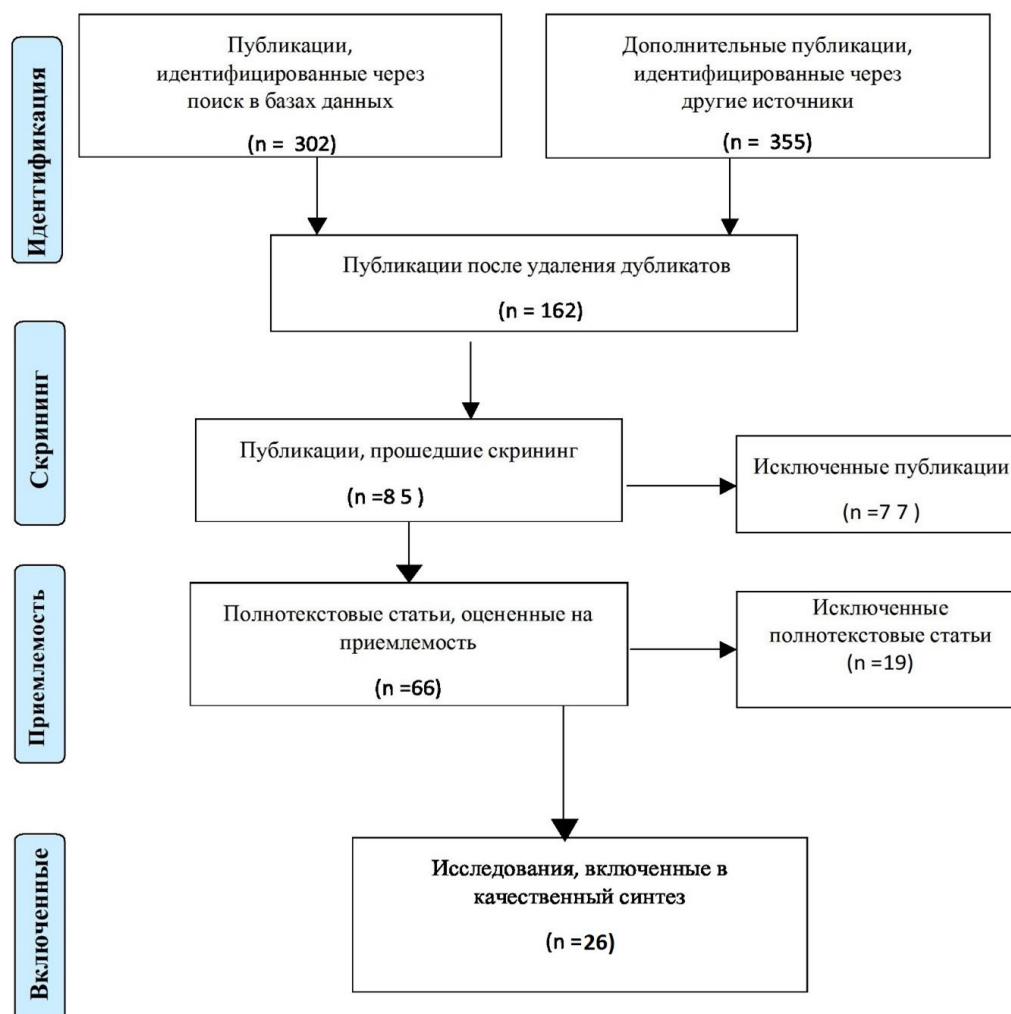 Идентификация
Публикации,
идентифицированные через
поиск в базах данных
(n = 302)
Дополнительные публикации,
идентифицированные через
другие источники
(n = 355)
Публикации после удаления дубликатов
(n = 162)
Скрининг
Публикации, прошедшие скрининг
(n =8 5 )
Исключенные публикации
(n =7 7 )
Приемлемость
Полнотекстовые статьи, оцененные на
приемлемость
(n =66)
Исключенные
полнотекстовые статьи
(n =19)
Включенные
Исследования, включенные в
качественный синтез
(n =26)